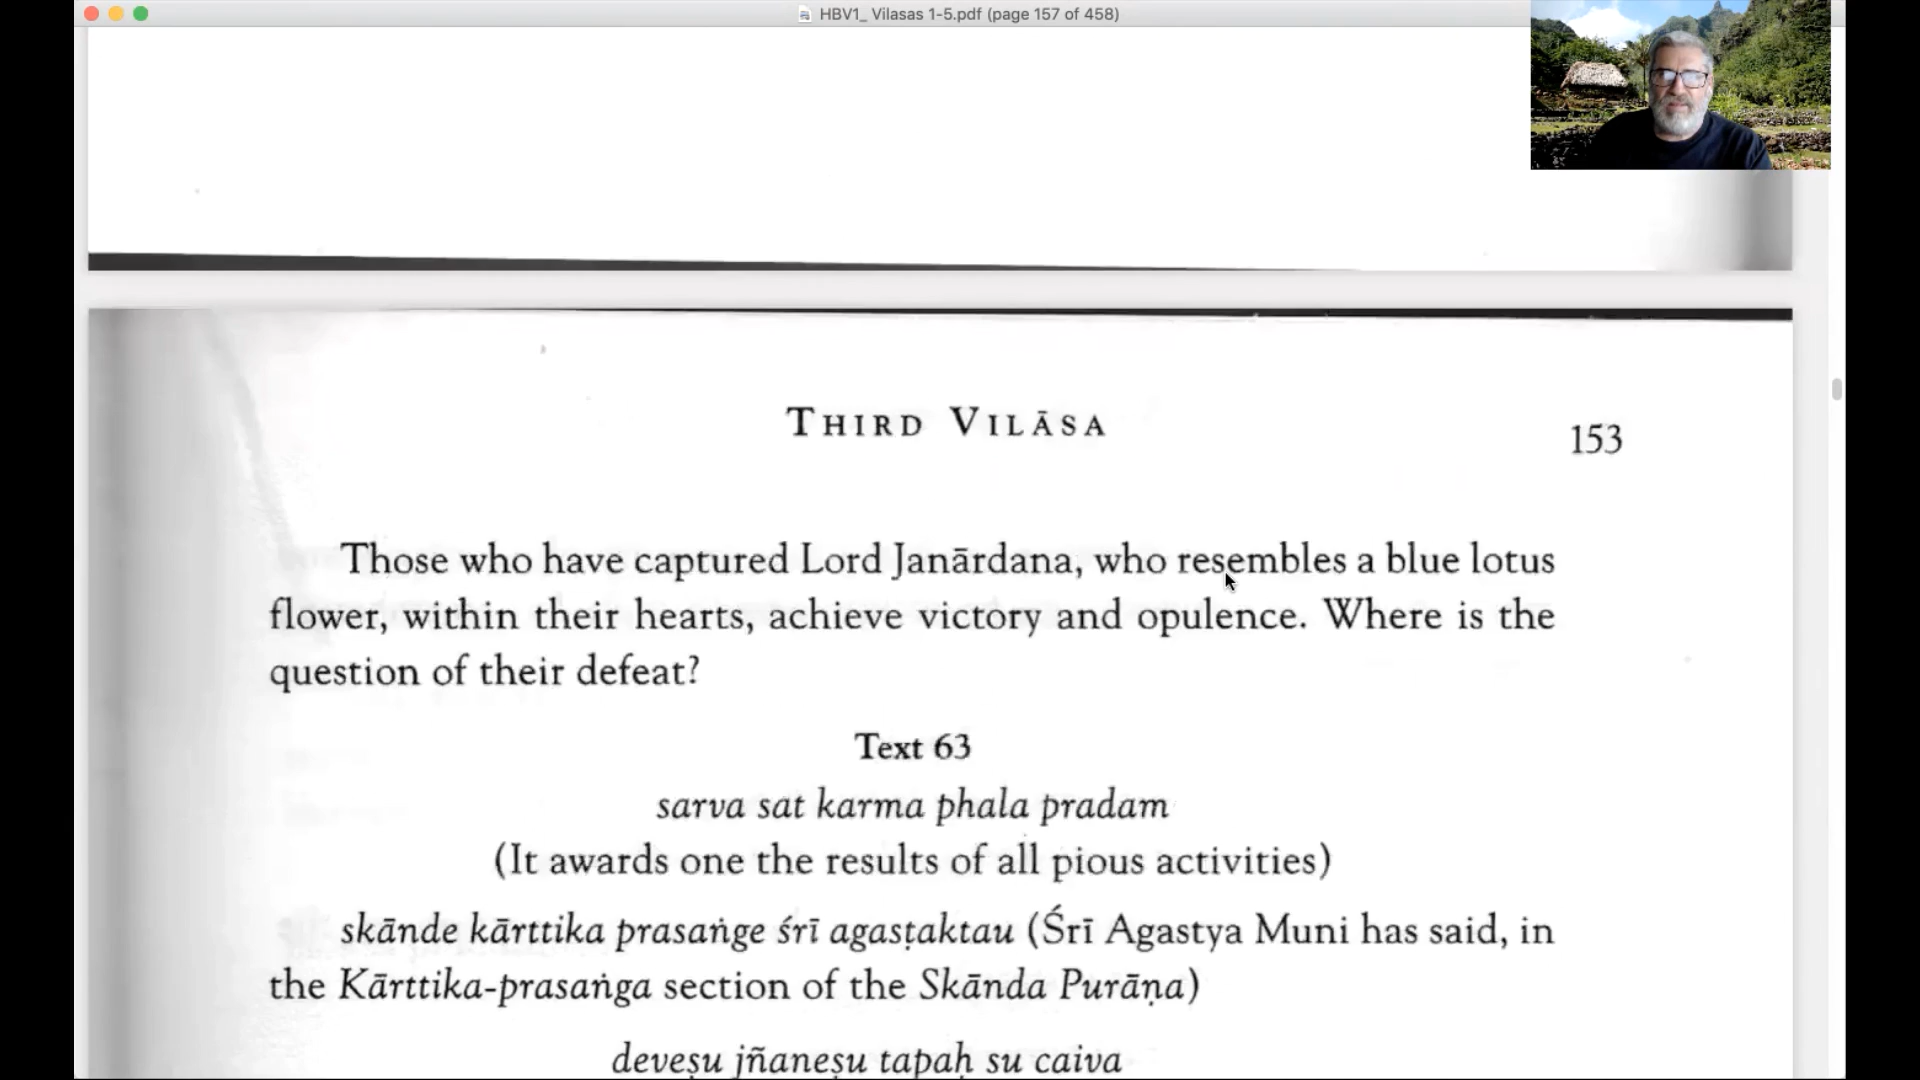 HBV1_ Vilasas 1-5.pdf (page 157 of 458)
THIRD VILĀSA
153
Those who have captured Lord Janārdana, who resembles a blue lotus
flower, within their hearts, achieve victory and opulence. Where is the
question of their defeat?
Text 63
sarva sat karma phala pradam
(It awards one the results of all pious activities)
skānde kārttika prasaṅge śrī agasṭaktau (Śrī Agastya Muni has said, in
the Kārttika-prasaṅga section of the Skānda Purāṇa)
deveṣu jñaneṣu tapaḥ su caiva